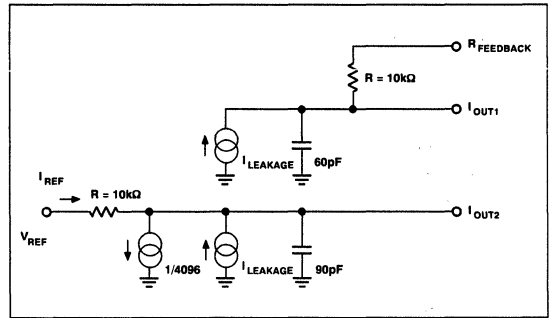 R FEEDBACK
R = 10kΩ
I OUT1
I LEAKAGE
60pF
I REF
R = 10kΩ
I OUT2
V REF
1/4096
I LEAKAGE
90pF